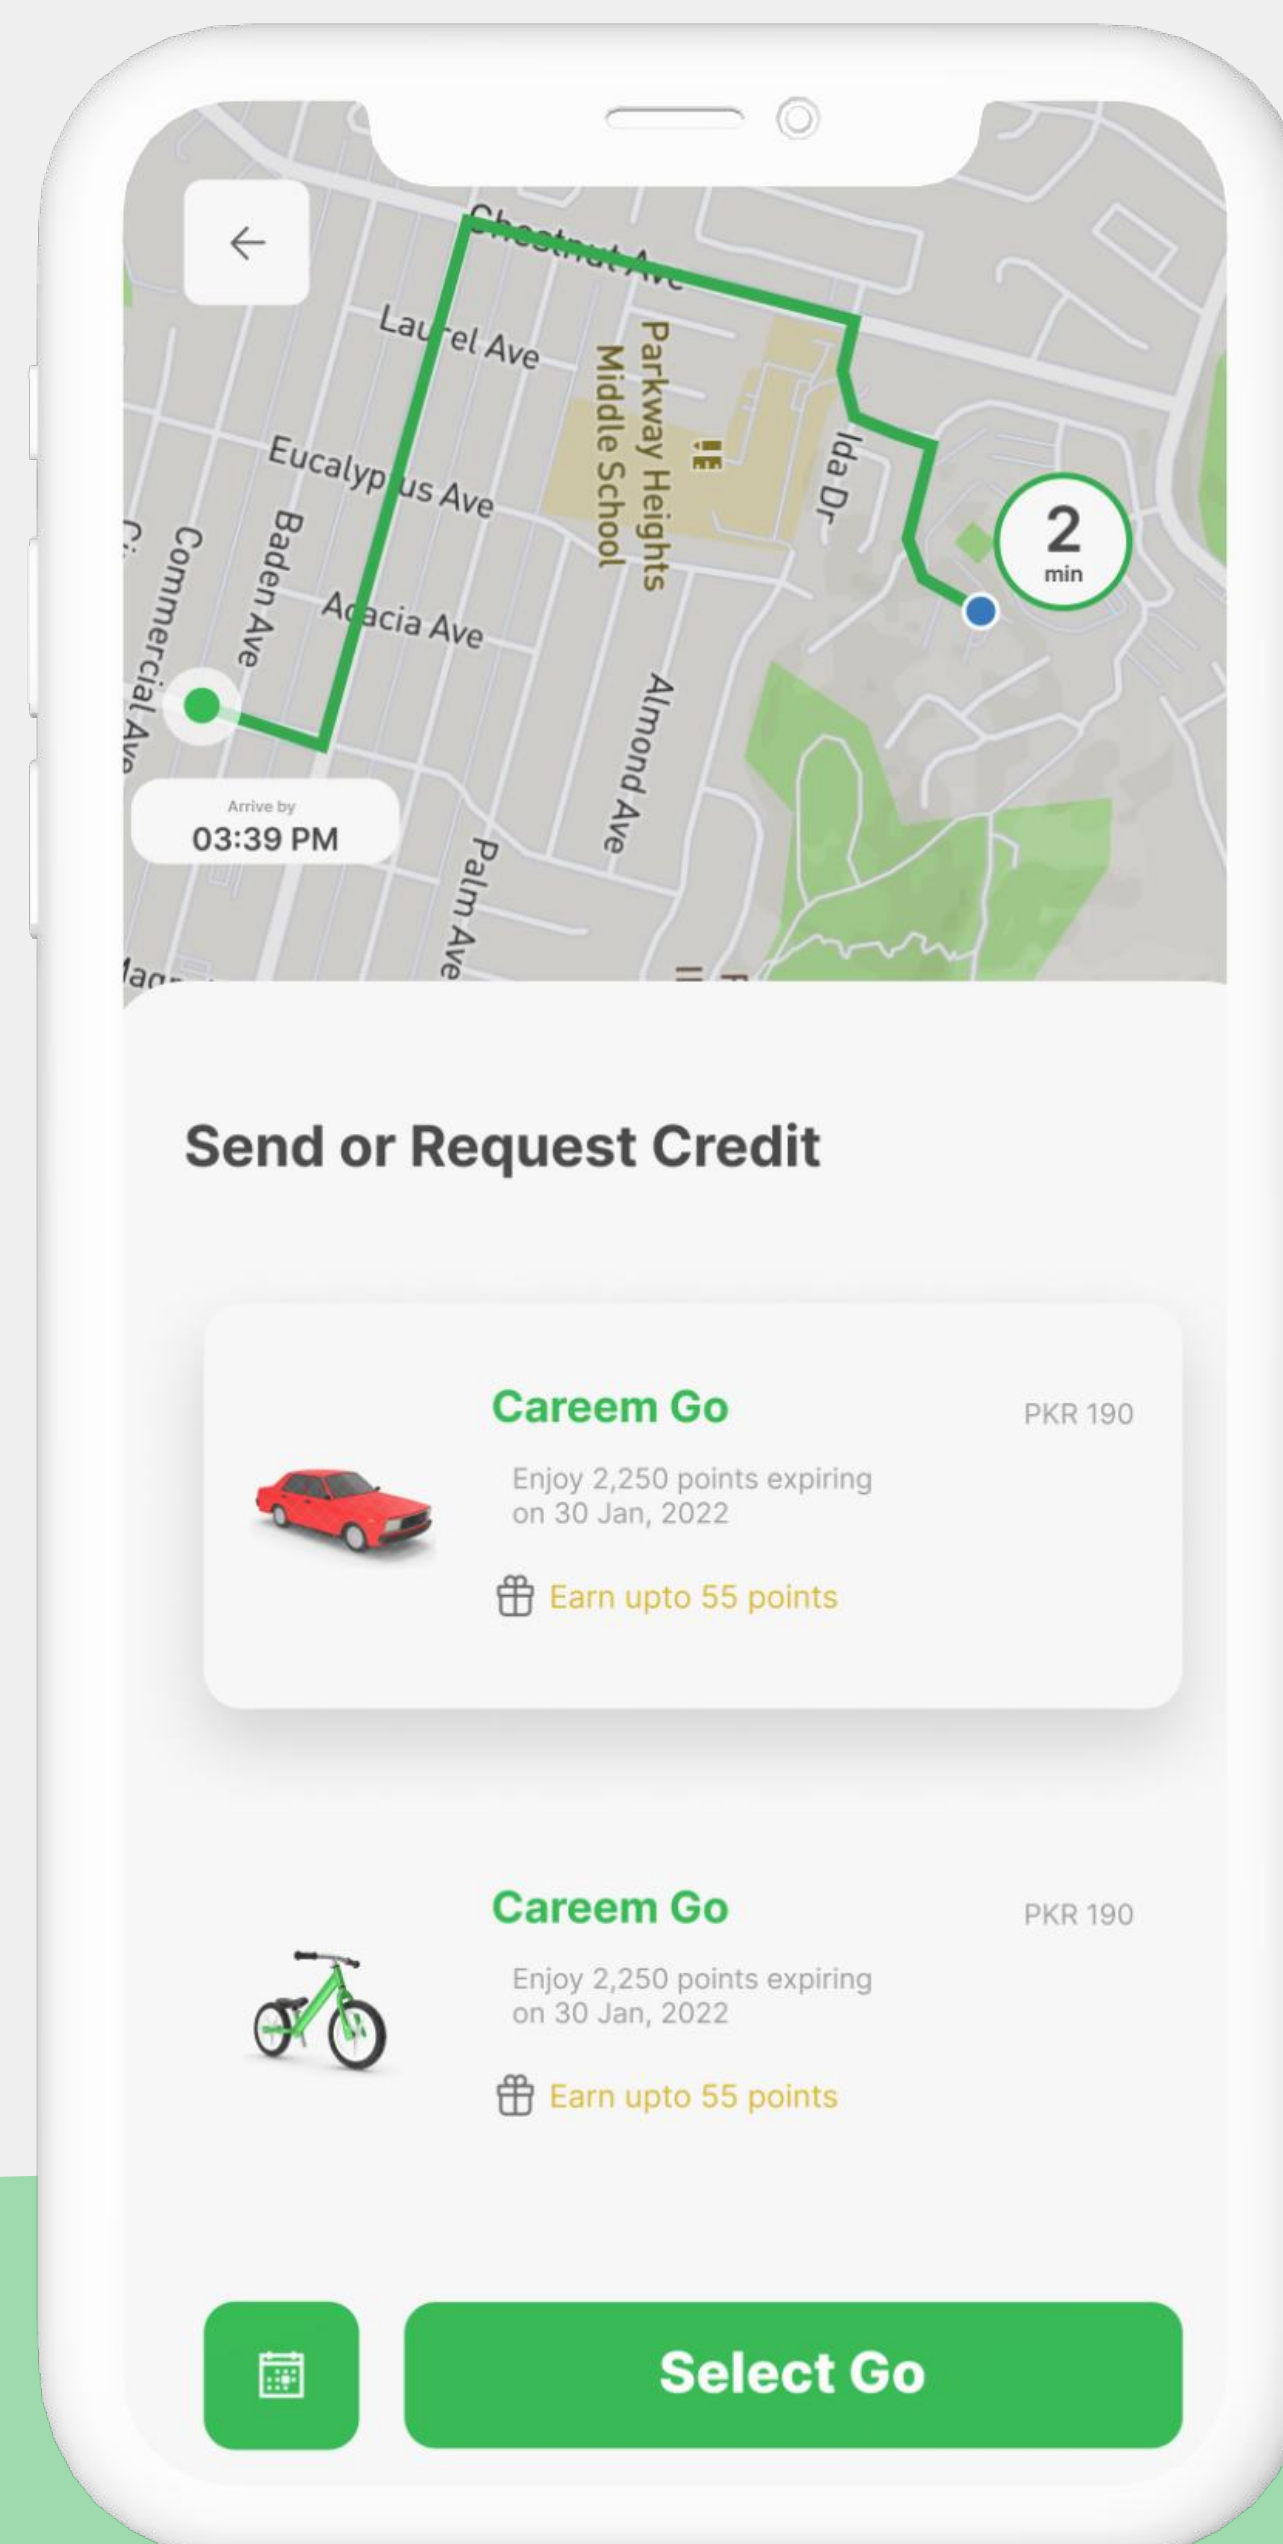 Chestnut Ave
Laurel Ave
Parkway Heights
Middle School
Eucalyptus Ave
Ida Dr
2
min
Baden Ave
Commercial Ave
Acacia Ave
Almond Ave
Arrive by
03:39 PM
Palm Ave
Send or Request Credit
Careem Go
PKR 190
Enjoy 2,250 points expiring
on 30 Jan, 2022
Earn upto 55 points
Careem Go
PKR 190
Enjoy 2,250 points expiring
on 30 Jan, 2022
Earn upto 55 points
Select Go